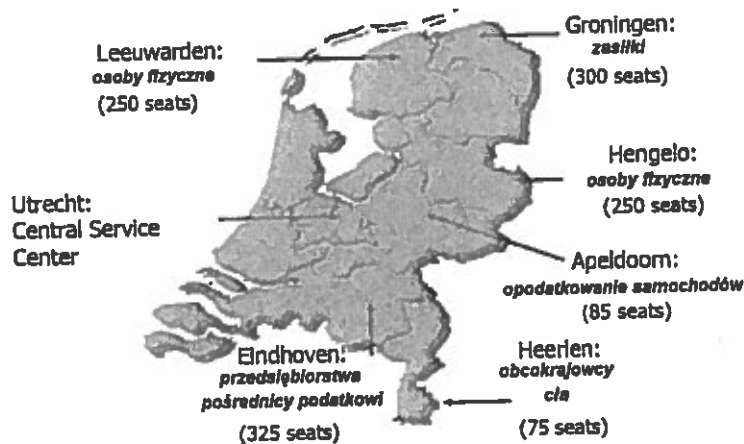 Leeuwarden:
osoby fizyczne
(250 seats)
Groningen:
zasiłki
(300 seats)
Hengelo:
osoby fizyczne
(250 seats)
Utrecht:
Central Service
Center
Apeldoorn:
opodatkowanie samochodów
(85 seats)
Eindhoven:
przedsiębiorstwa
pośrednicy podatkowi
(325 seats)
Heerlen:
obcokrajowcy
cła
(75 seats)